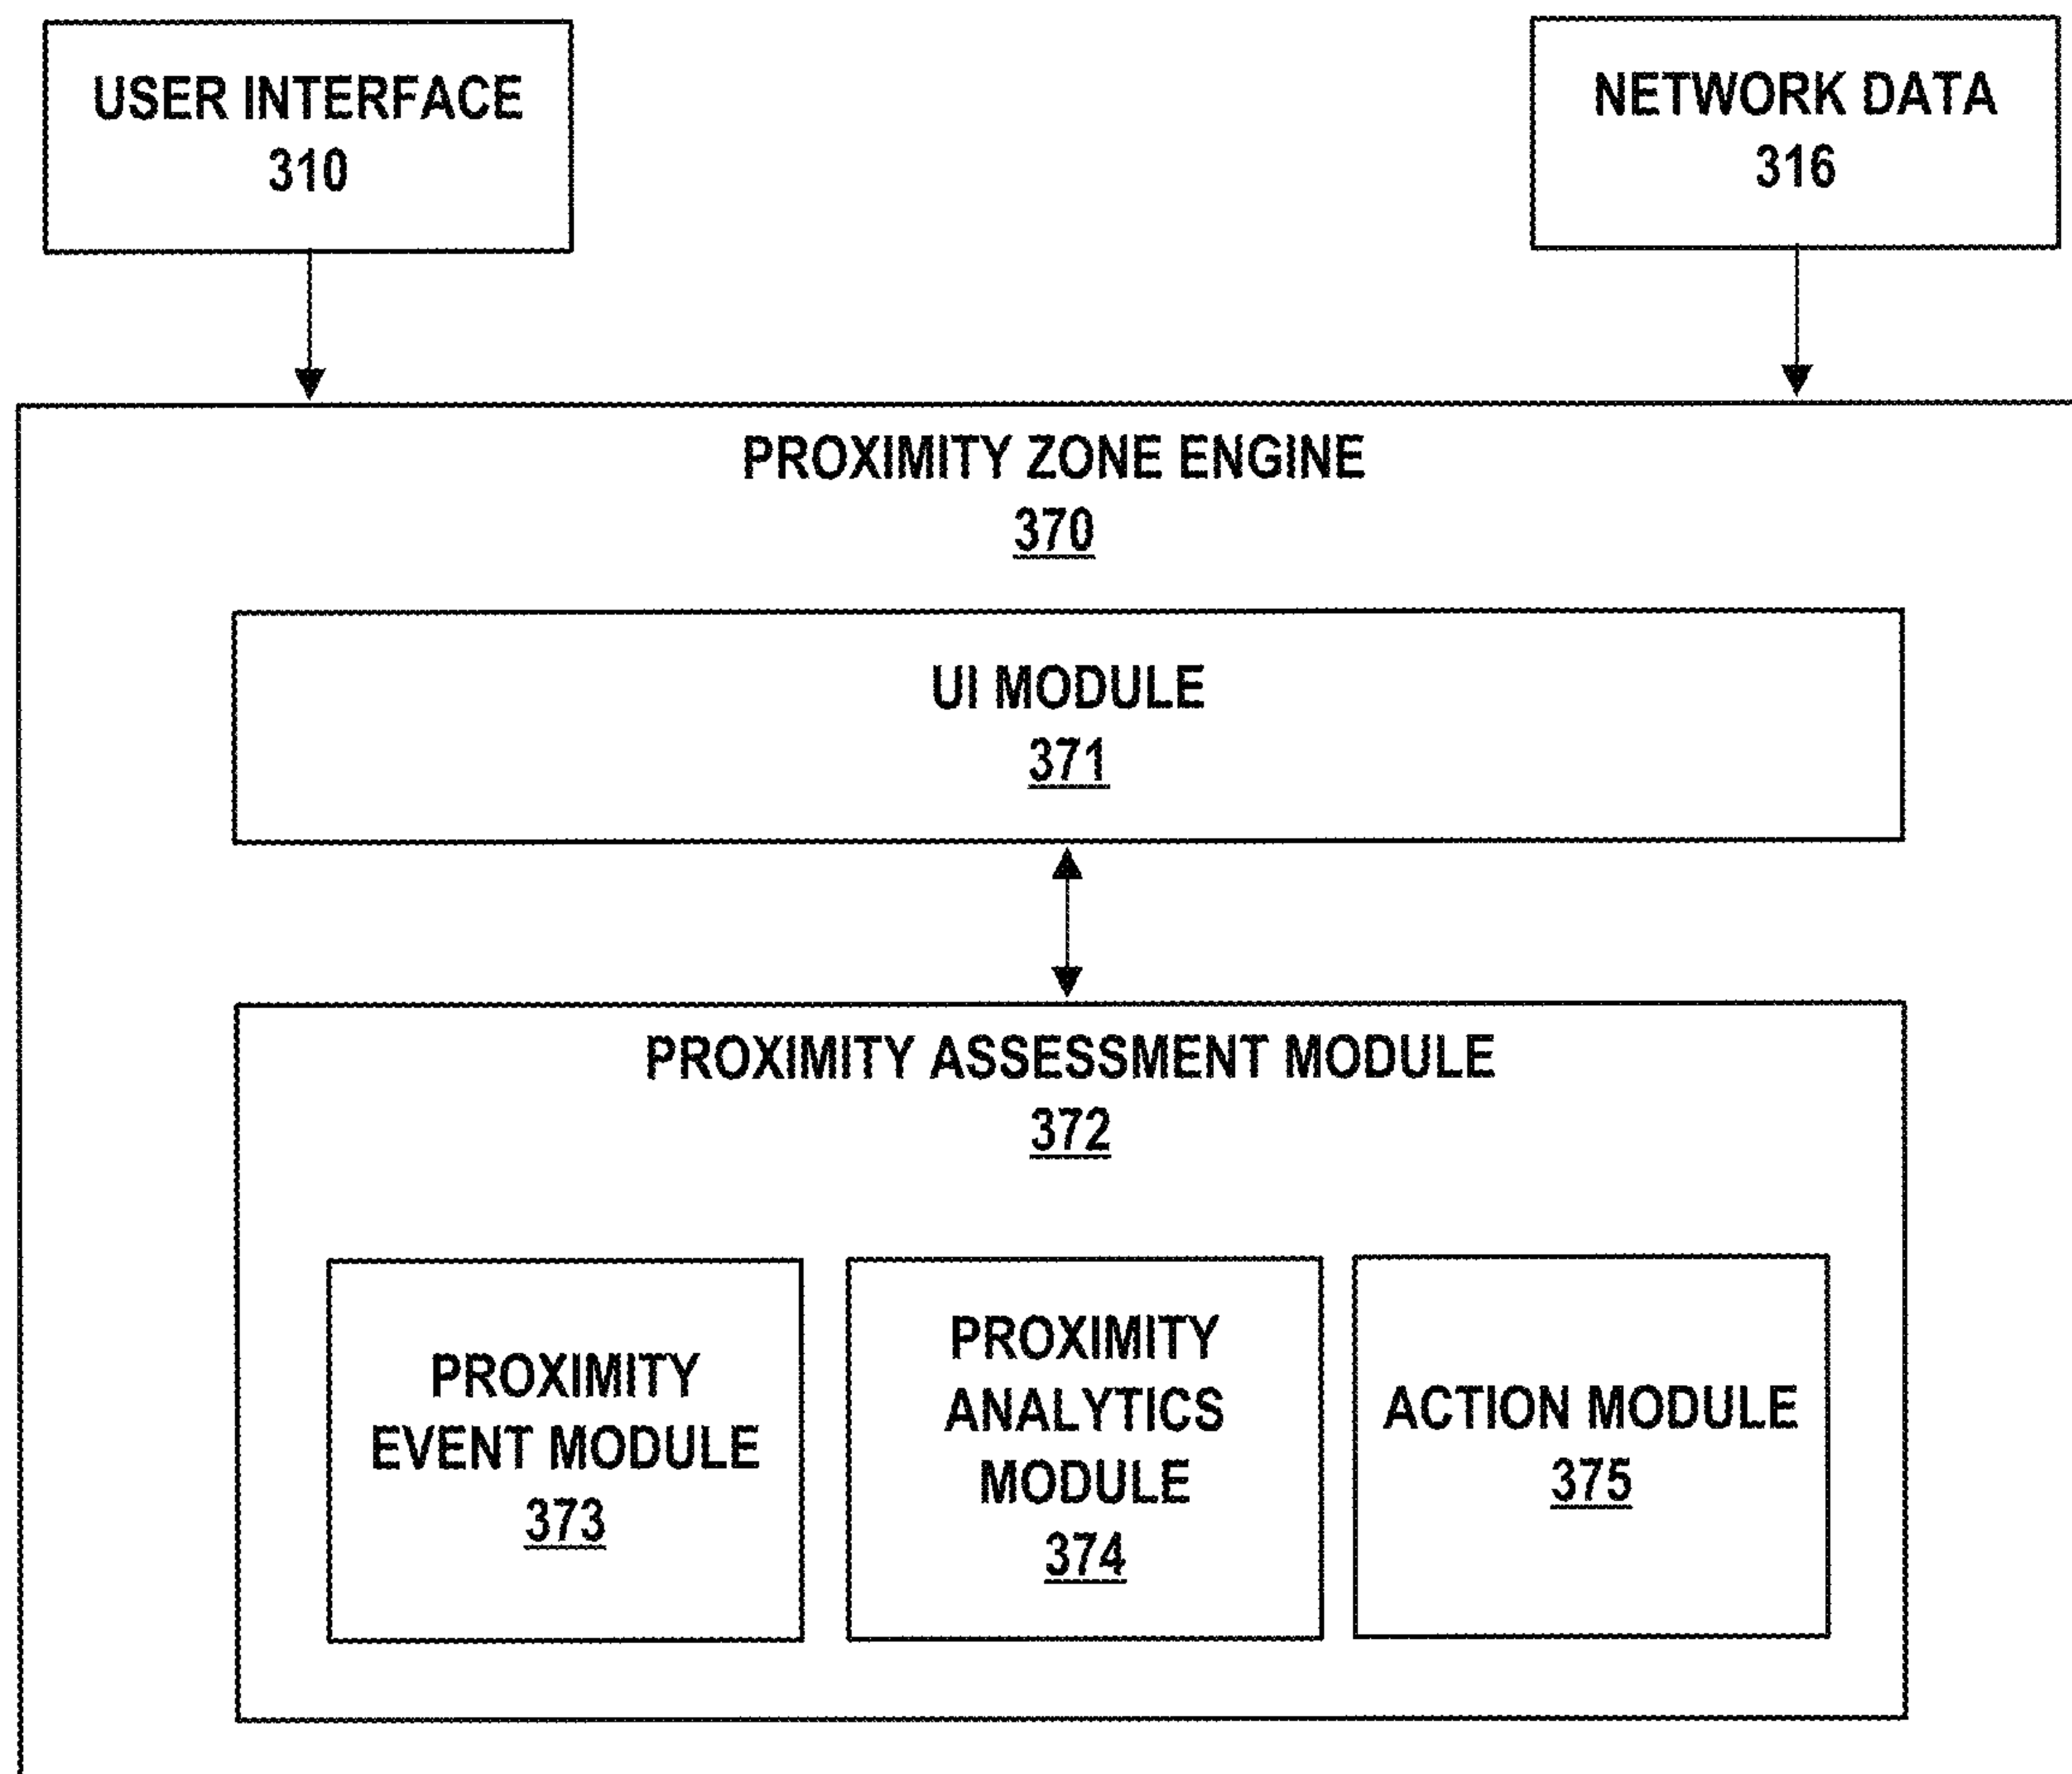 USER INTERFACE
310
NETWORK DATA
316
PROXIMITY ZONE ENGINE
370
UI MODULE
371
PROXIMITY ASSESSMENT MODULE
372
PROXIMITY
EVENT MODULE
373
PROXIMITY
ANALYTICS
MODULE
374
ACTION MODULE
375